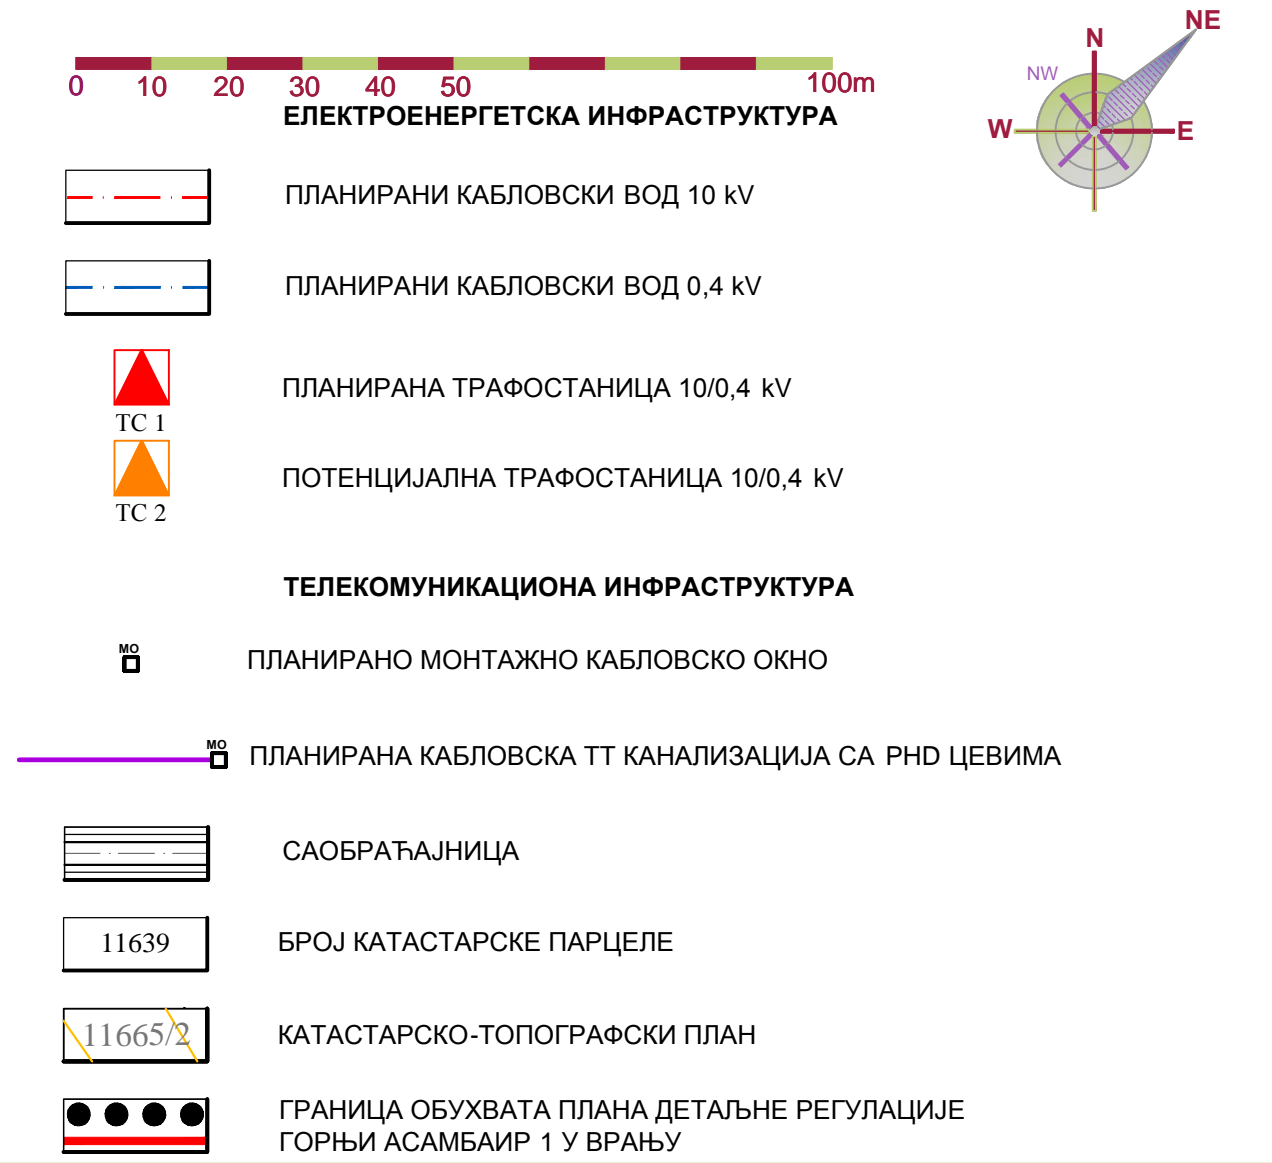 NE
N
NW
W
E
0 10 20 30 40 50 100m
ЕЛЕКТРОЕНЕРГЕТСКА ИНФРАСТРУКТУРА
ПЛАНИРАНИ КАБЛОВСКИ ВОД 10 kV
ПЛАНИРАНИ КАБЛОВСКИ ВОД 0,4 kV
ПЛАНИРАНА ТРАФОСТАНИЦА 10/0,4 kV
ТС 1
ПОТЕНЦИЈАЛНА ТРАФОСТАНИЦА 10/0,4 kV
ТС 2
ТЕЛЕКОМУНИКАЦИОНА ИНФРАСТРУКТУРА
МО
ПЛАНИРАНО МОНТАЖНО КАБЛОВСКО ОКНО
МО
ПЛАНИРАНА КАБЛОВСКА ТТ КАНАЛИЗАЦИЈА СА PHD ЦЕВИМА
САОБРАЋАЈНИЦА
11639
БРОЈ КАТАСТАРСКЕ ПАРЦЕЛЕ
11665/2
КАТАСТАРСКО-ТОПОГРАФСКИ ПЛАН
ГРАНИЦА ОБУХВАТА ПЛАНА ДЕТАЉНЕ РЕГУЛАЦИЈЕ
ГОРЊИ АСАМБАИР 1 У ВРАЊУ